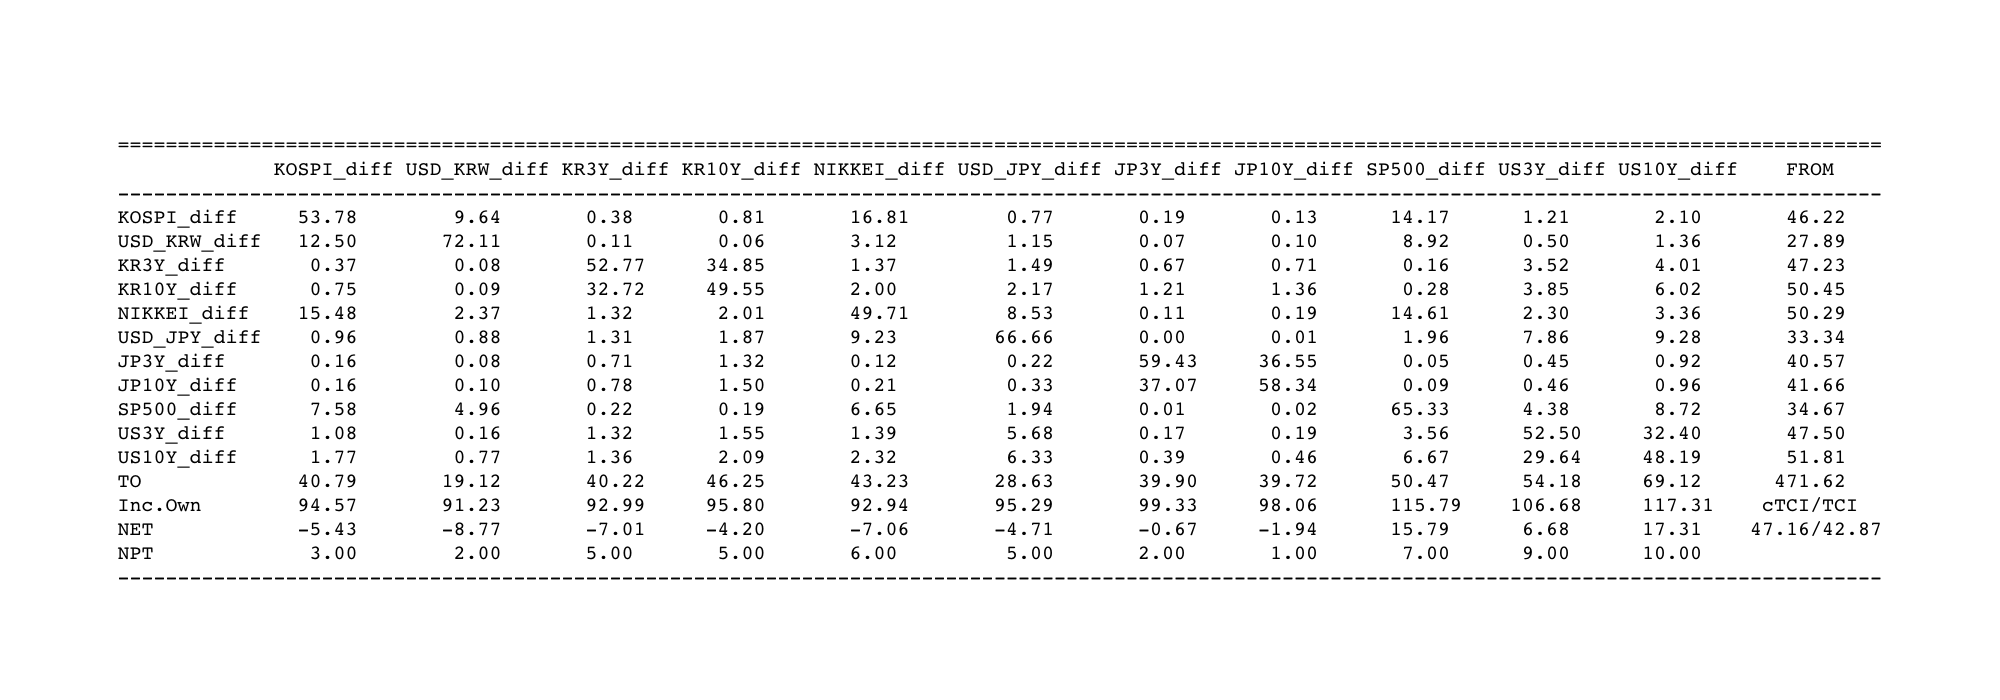 KOSPI_diff USD_KRW_diff KR3Y_diff KR10Y_diff NIKKEI_diff USD_JPY_diff JP3Y_diff JP10Y_diff SP500_diff US3Y_diff US10Y_diff FROM
KOSPI_diff 53.78 9.64 0.38 0.81 16.81 0.77 0.19 0.13 14.17 1.21 2.10 46.22
USD_KRW_diff 12.50 72.11 0.11 0.06 3.12 1.15 0.07 0.10 8.92 0.50 1.36 27.89
KR3Y_diff 0.37 0.08 52.77 34.85 1.37 1.49 0.67 0.71 0.16 3.52 4.01 47.23
KR10Y_diff 0.75 0.09 32.72 49.55 2.00 2.17 1.21 1.36 0.28 3.85 6.02 50.45
NIKKEI_diff 15.48 2.37 1.32 2.01 49.71 8.53 0.11 0.19 14.61 2.30 3.36 50.29
USD_JPY_diff 0.96 0.88 1.31 1.87 9.23 66.66 0.00 0.01 1.96 7.86 9.28 33.34
JP3Y_diff 0.16 0.08 0.71 1.32 0.12 0.22 59.43 36.55 0.05 0.45 0.92 40.57
JP10Y_diff 0.16 0.10 0.78 1.50 0.21 0.33 37.07 58.34 0.09 0.46 0.96 41.66
SP500_diff 7.58 4.96 0.22 0.19 6.65 1.94 0.01 0.02 65.33 4.38 8.72 34.67
US3Y_diff 1.08 0.16 1.32 1.55 1.39 5.68 0.17 0.19 3.56 52.50 32.40 47.50
US10Y_diff 1.77 0.77 1.36 2.09 2.32 6.33 0.39 0.46 6.67 29.64 48.19 51.81
TO 40.79 19.12 40.22 46.25 43.23 28.63 39.90 39.72 50.47 54.18 69.12 471.62
Inc.Own 94.57 91.23 92.99 95.80 92.94 95.29 99.33 98.06 115.79 106.68 117.31 cTCI/TCI
NET -5.43 -8.77 -7.01 -4.20 -7.06 -4.71 -0.67 -1.94 15.79 6.68 17.31 47.16/42.87
NPT 3.00 2.00 5.00 5.00 6.00 5.00 2.00 1.00 7.00 9.00 10.00